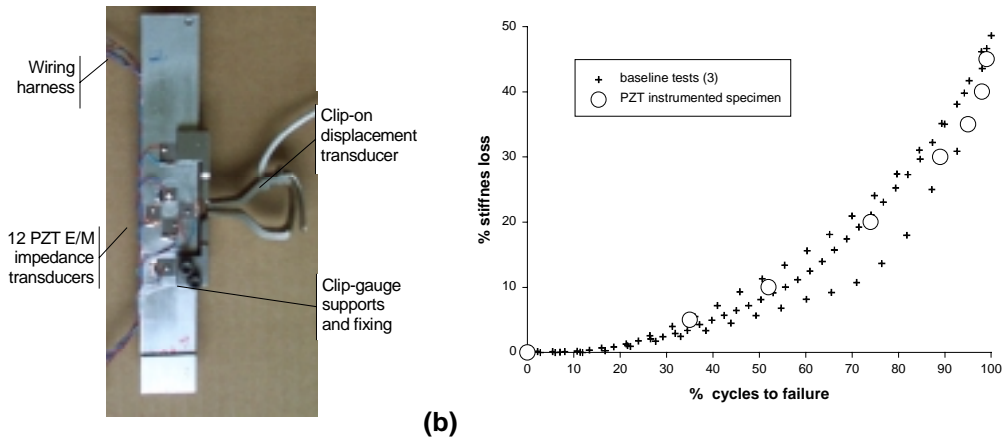 Wiring
harness
Clip-on
displacement
transducer
12 PZT E/M
impedance
transducers
Clip-gauge
supports
and fixing
(b)
50
40
30
20
10
0
% stiffnes loss
+ baseline tests (3)
PZT instrumented specimen
0 10 20 30 40 50 60 70 80 90 100
% cycles to failure